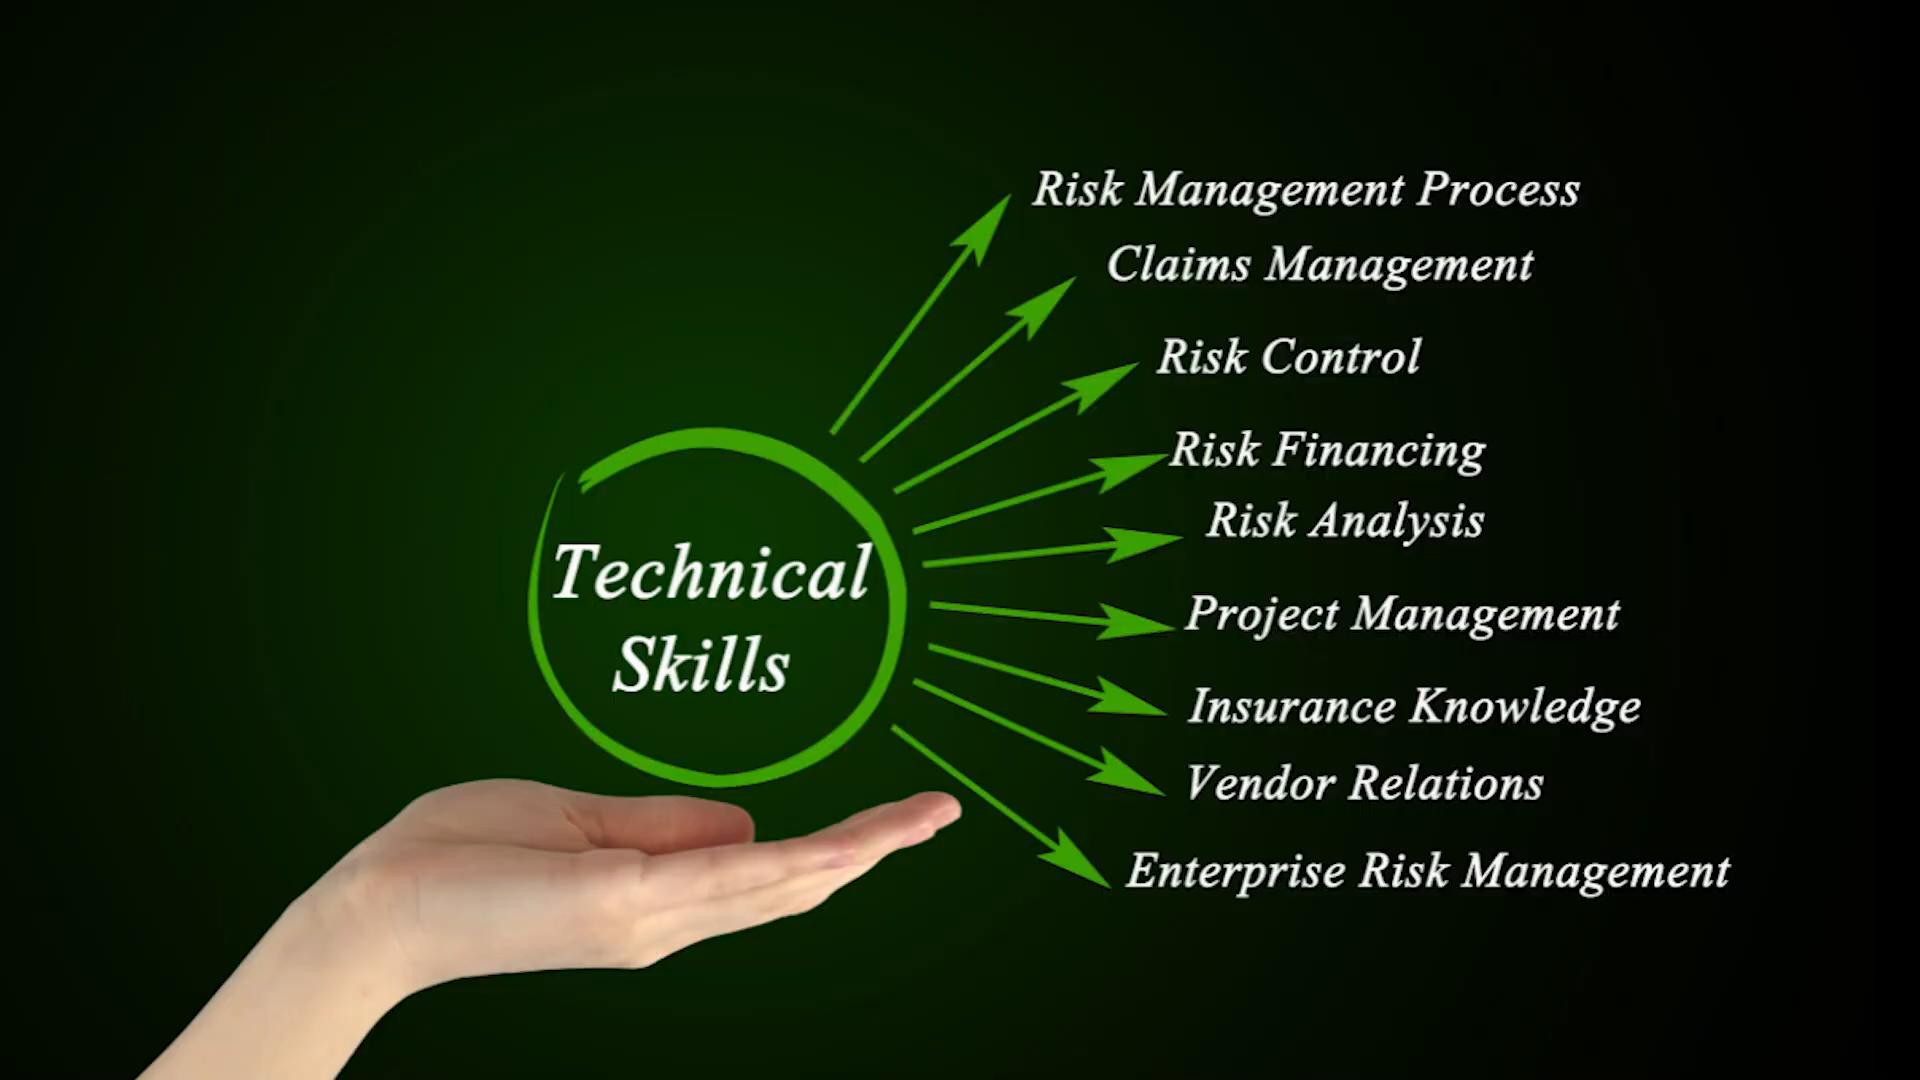 Risk Management Process
Claims Management
Risk Control
Risk Financing
Risk Analysis
Technical
Skills
Project Management
Insurance Knowledge
Vendor Relations
Enterprise Risk Management